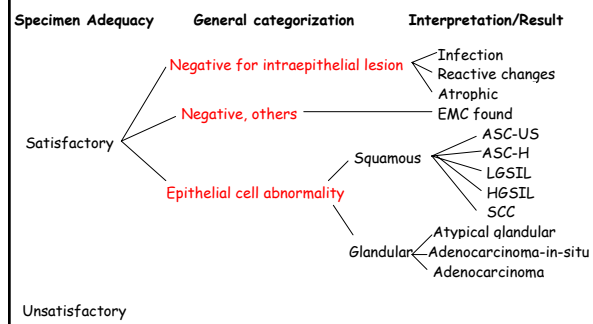 Specimen Adequacy General categorization Interpretation/Result
Infection
Negative for intraepithelial lesion
Reactive changes
Atrophic
Negative, others EMC found
ASC-US
Satisfactory
ASC-H
Squamous
LGSIL
Epithelial cell abnormality HGSIL
SCC
Atypical glandular
Glandular Adenocarcinoma-in-situ
Adenocarcinoma
Unsatisfactory